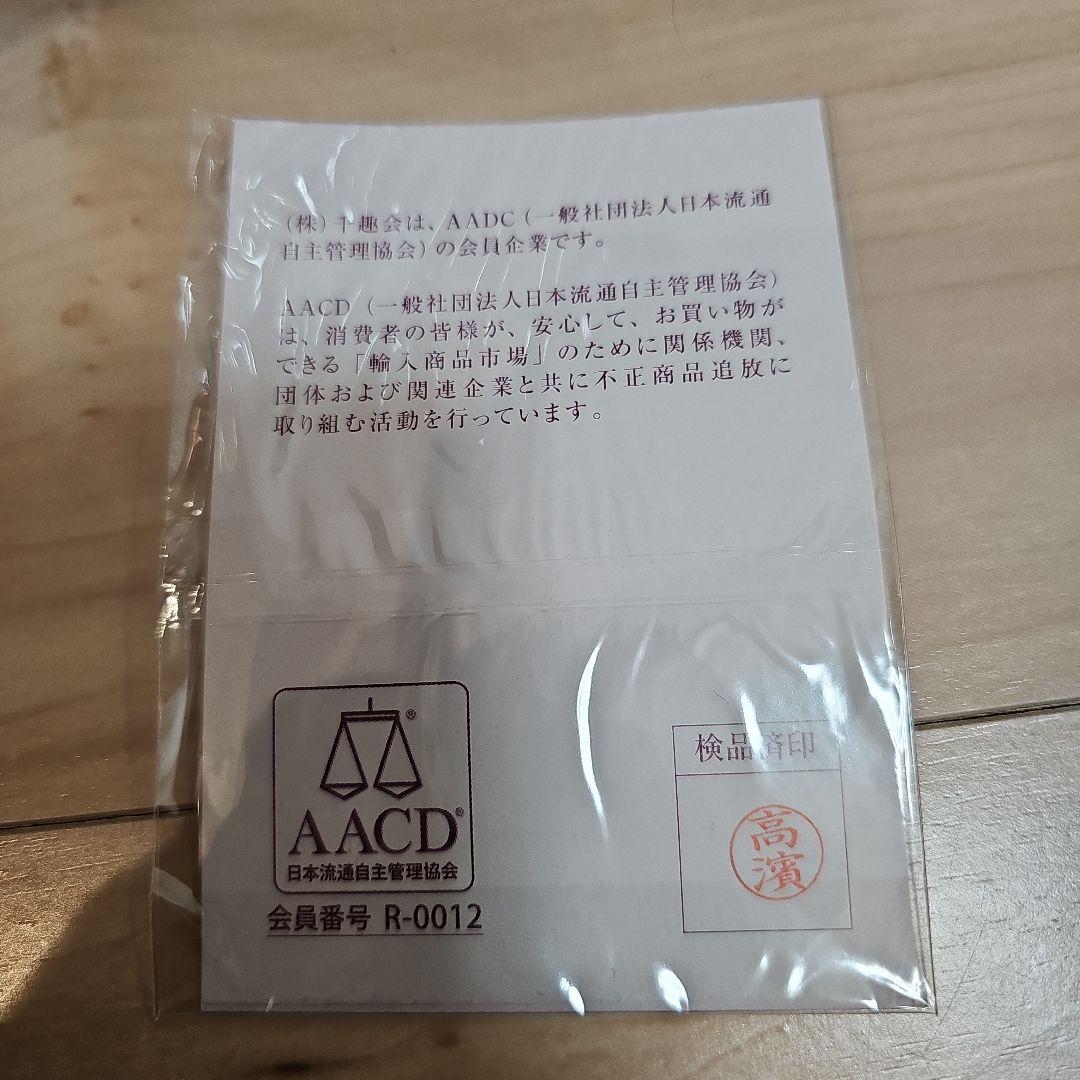 (株)千趣会は、AADC(一般社団法人日本流通
自主管理協会)の会員企業です。
AACD(一般社団法人日本流通自主管理協会)
は、消費者の皆様が、安心して、お買い物が
できる「輸入商品市場」のために関係機関、
団体および関連企業と共に不正商品追放に
取り組む活動を行っています。
®
AACD®
日本流通自主管理協会
会員番号 R-0012
検品済印
高
濱